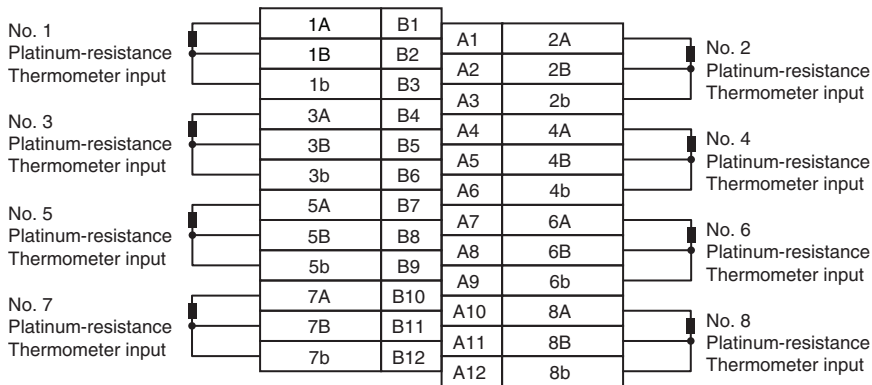 No. 1
Platinum-resistance
Thermometer input
No. 3
Platinum-resistance
Thermometer input
No. 5
Platinum-resistance
Thermometer input
No. 7
Platinum-resistance
Thermometer input
1A B1
1B B2
1b B3
3A B4
3B B5
3b B6
5A B7
5B B8
5b B9
7A B10
7B B11
7b B12
A1 2A
A2 2B
A3 2b
A4 4A
A5 4B
A6 4b
A7 6A
A8 6B
A9 6b
A10 8A
A11 8B
A12 8b
No. 2
Platinum-resistance
Thermometer input
No. 4
Platinum-resistance
Thermometer input
No. 6
Platinum-resistance
Thermometer input
No. 8
Platinum-resistance
Thermometer input